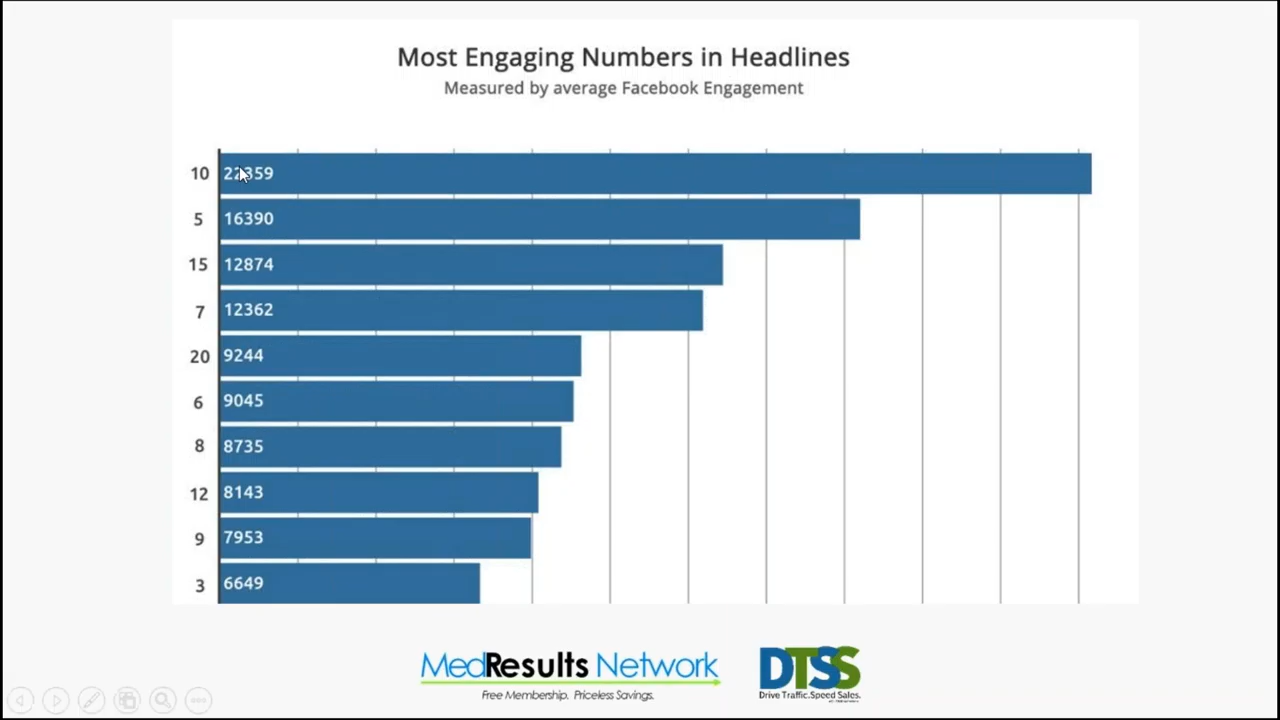 Most Engaging Numbers in Headlines
Measured by average Facebook Engagement
10 22359
5 16390
15 12874
7 12362
20 9244
6 9045
8 8735
12 8143
9 7953
3 6649
MedResults Network
Free Membership. Priceless Savings.
DTSS
Drive Traffic.Speed Sales.